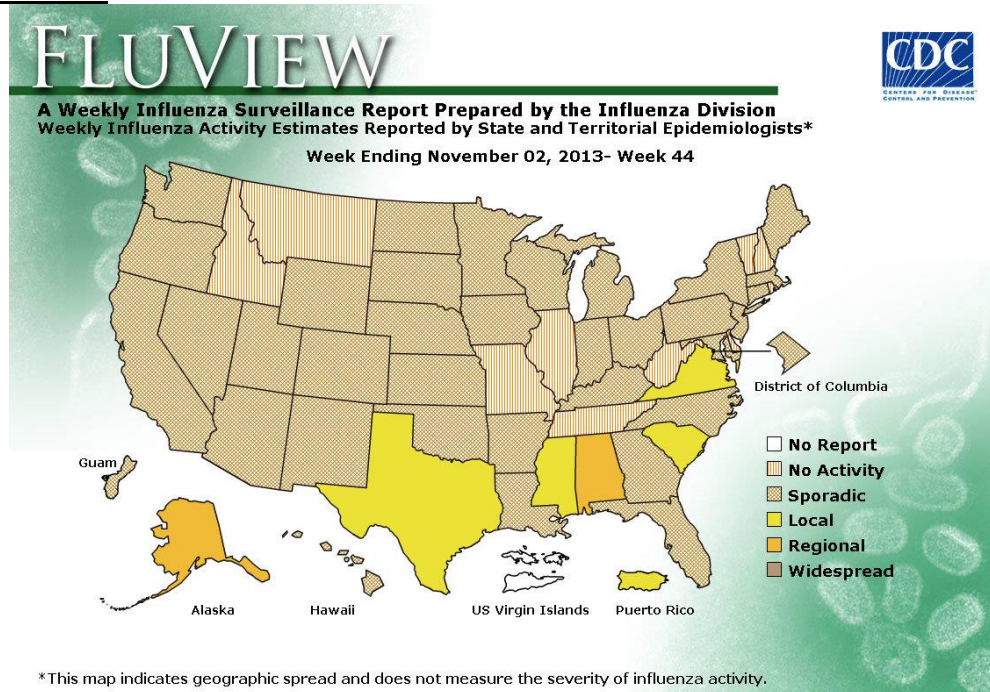 FLUVIEW
CDC
CENTERS FOR DISEASE™
CONTROL AND PREVENTION
A Weekly Influenza Surveillance Report Prepared by the Influenza Division
Weekly Influenza Activity Estimates Reported by State and Territorial Epidemiologists*
Week Ending November 02, 2013- Week 44
District of Columbia
Guam
No Report
No Activity
Sporadic
Local
Regional
Widespread
Alaska
Hawaii
US Virgin Islands
Puerto Rico
*This map indicates geographic spread and does not measure the severity of influenza activity.